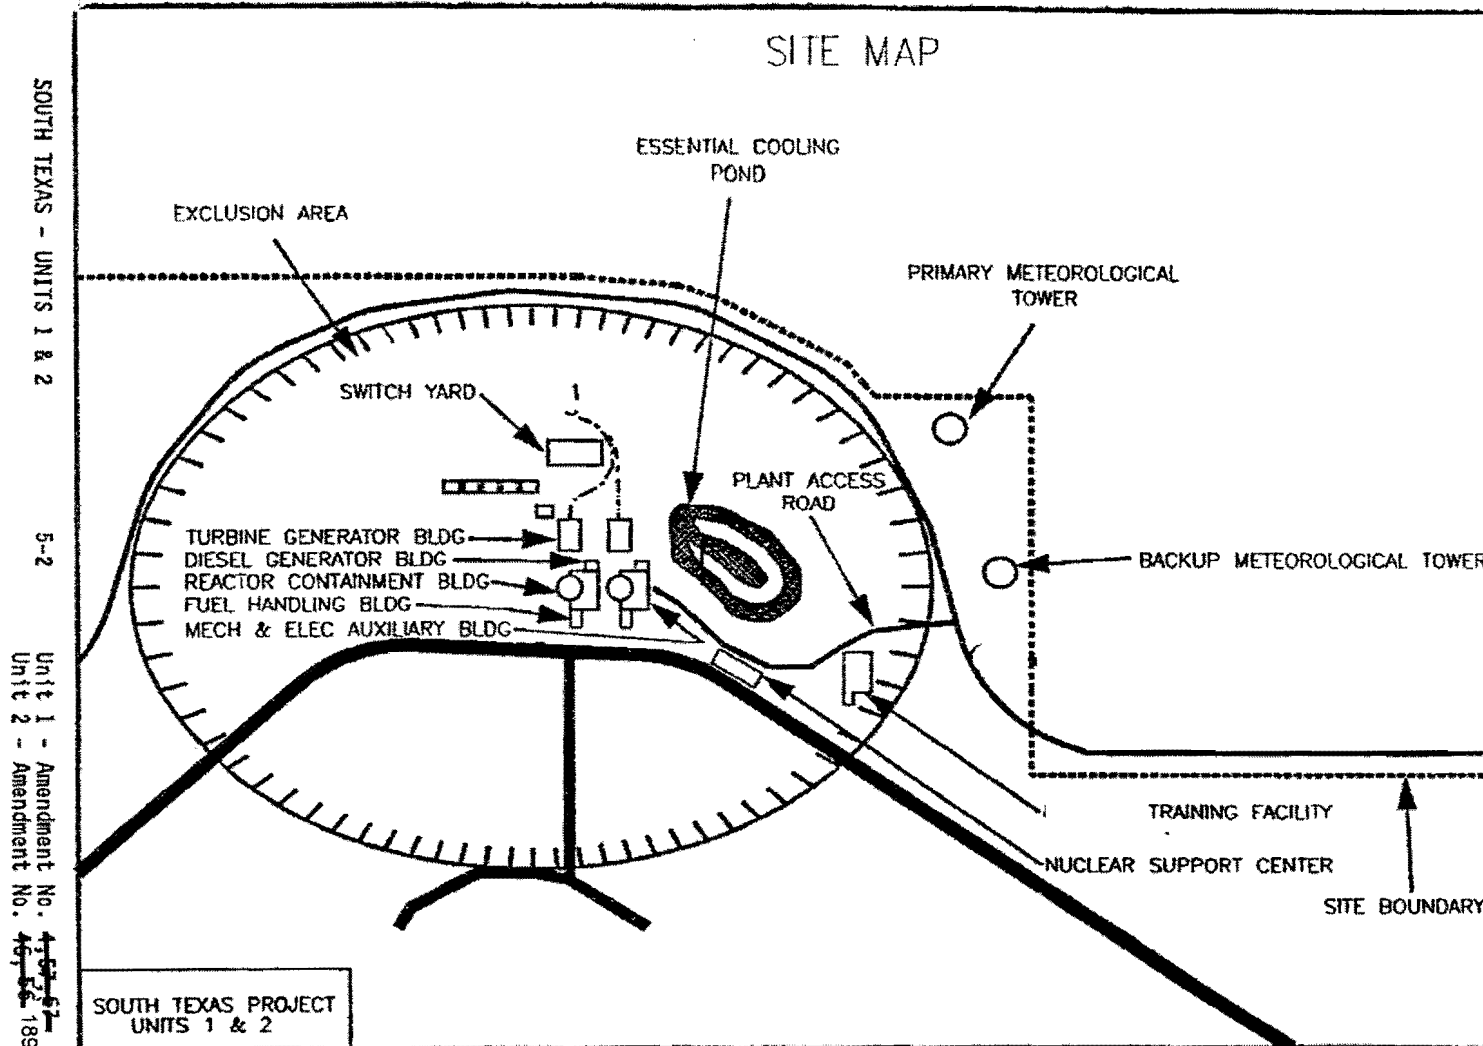 SITE MAP
ESSENTIAL COOLING
POND
EXCLUSION AREA
PRIMARY METEOROLOGICAL
TOWER
SWITCH YARD
PLANT ACCESS
ROAD
TURBINE GENERATOR BLDG
DIESEL GENERATOR BLDG
REACTOR CONTAINMENT BLDG
FUEL HANDLING BLDG
MECH & ELEC AUXILIARY BLDG
BACKUP METEOROLOGICAL TOWER
TRAINING FACILITY
NUCLEAR SUPPORT CENTER
SITE BOUNDARY
SOUTH TEXAS PROJECT
UNITS 1 & 2
SOUTH TEXAS - UNITS 1 & 2
5-2
Unit 1 - Amendment No.
Unit 2 - Amendment No.